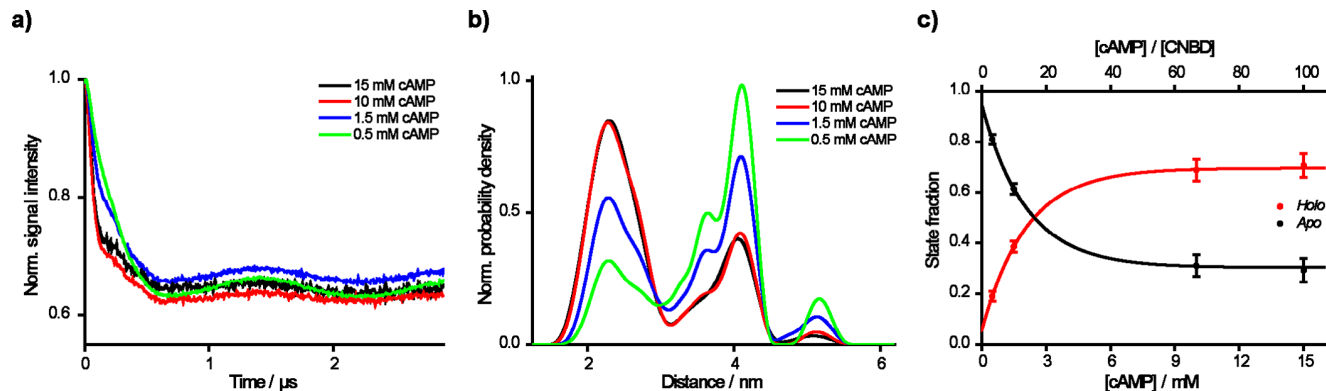 a)
1.0
0.8
0.6
Norm. signal intensity
15 mM cAMP
10 mM cAMP
1.5 mM cAMP
0.5 mM cAMP
0
1
2
Time / µs
b)
1.0
0.5
0.0
Norm. probability density
15 mM cAMP
10 mM cAMP
1.5 mM cAMP
0.5 mM cAMP
2
4
6
Distance / nm
c)
[cAMP] / [CNBD]
0 20 40 60 80 100
1.0
0.8
0.6
0.4
0.2
0.0
State fraction
Holo
Apo
0 3 6 9 12 15
[cAMP] / mM